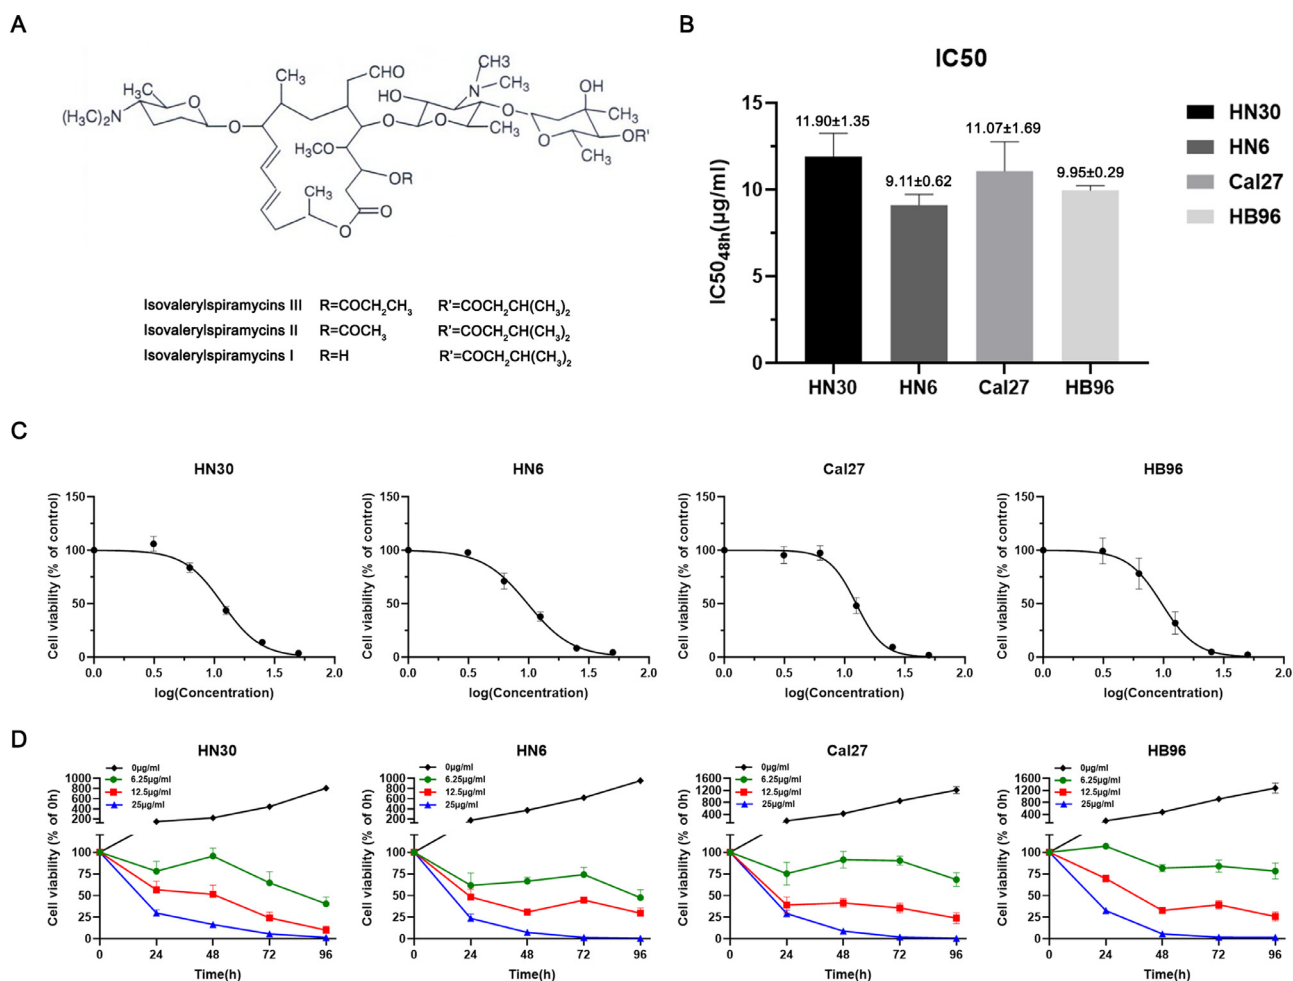 A
CH₃
CHO
CH3
N
CH₃
OH
H₃C
HO
CH₃
(H₃C)₂
N
O
O
O
O
O
CH₃
O
O
CH₃
OR'
H₃CO
OR
CH₃
CH₃
O
O
Isovalerylspiramycins III R=COCH₂CH₃ R'=COCH₂CH(CH₃)₂
Isovalerylspiramycins II R=COCH₃ R'=COCH₂CH(CH₃)₂
Isovalerylspiramycins I R=H R'=COCH₂CH(CH₃)₂
B
IC50
IC50₄₈ₕ(μg/ml)
15
10
5
0
11.90±1.35
9.11±0.62
11.07±1.69
9.95±0.29
HN30 HN6 Cal27 HB96
HN30
HN6
Cal27
HB96
C
HN30
Cell viability (% of control)
150
100
50
0
0.0 0.5 1.0 1.5 2.0
log(Concentration)
HN6
Cell viability (% of control)
150
100
50
0
0.0 0.5 1.0 1.5 2.0
log(Concentration)
Cal27
Cell viability (% of control)
150
100
50
0
0.0 0.5 1.0 1.5 2.0
log(Concentration)
HB96
Cell viability (% of control)
150
100
50
0
0.0 0.5 1.0 1.5 2.0
log(Concentration)
D
HN30
0μg/ml
6.25μg/ml
12.5μg/ml
25μg/ml
Cell viability (% of 0h)
1000
800
600
400
200
100
75
50
25
0
0 24 48 72 96
Time(h)
HN6
0μg/ml
6.25μg/ml
12.5μg/ml
25μg/ml
Cell viability (% of 0h)
1000
800
600
400
200
100
75
50
25
0
0 24 48 72 96
Time(h)
Cal27
0μg/ml
6.25μg/ml
12.5μg/ml
25μg/ml
Cell viability (% of 0h)
1600
1200
800
400
100
75
50
25
0
0 24 48 72 96
Time(h)
HB96
0μg/ml
6.25μg/ml
12.5μg/ml
25μg/ml
Cell viability (% of 0h)
1600
1200
800
400
100
75
50
25
0
0 24 48 72 96
Time(h)